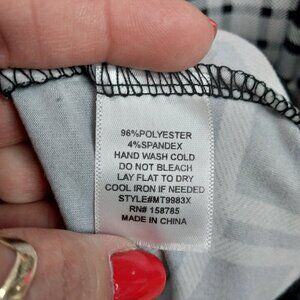 96%POLYESTER
4%SPANDEX
HAND WASH COLD
DO NOT BLEACH
LAY FLAT TO DRY
COOL IRON IF NEEDED
STYLE#MT9983X
RN# 158785
MADE IN CHINA